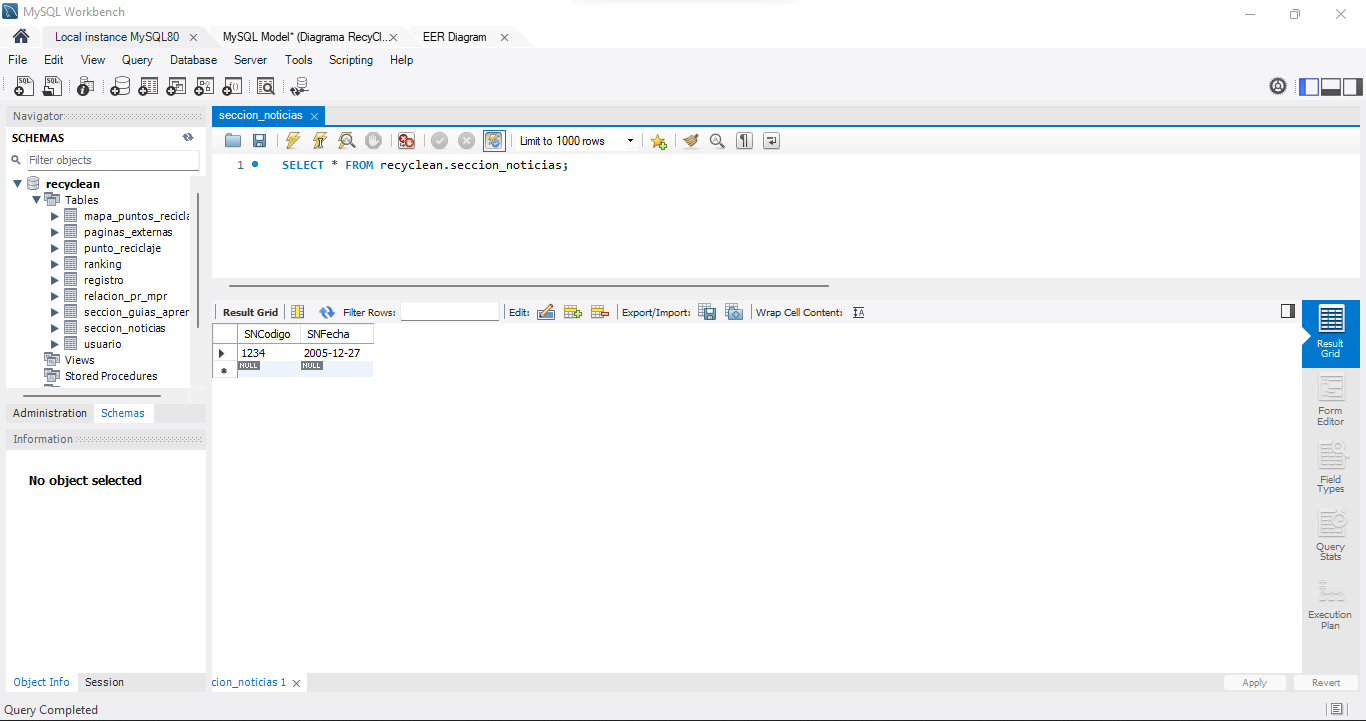 MySQL Workbench
Local instance MySQL80
MySQL Model* (Diagrama RecyCl...
EER Diagram
File Edit View Query Database Server Tools Scripting Help
Navigator
SCHEMAS
Filter objects
recyclean
Tables
mapa_puntos_recicla
paginas_externas
punto_reciclaje
ranking
registro
relacion_pr_mpr
seccion_guias_aprer
seccion_noticias
usuario
Views
Stored Procedures
Administration Schemas
Information
No object selected
Object Info Session
seccion_noticias
Limit to 1000 rows
1 SELECT * FROM recyclean.seccion_noticias;
Result Grid Filter Rows: Edit: Export/Import: Wrap Cell Content:
SNCodigo SNFecha
1234 2005-12-27
NULL NULL
Result
Grid
Form
Editor
Field
Types
Query
Stats
Execution
Plan
cion_noticias 1
Apply Revert
Query Completed